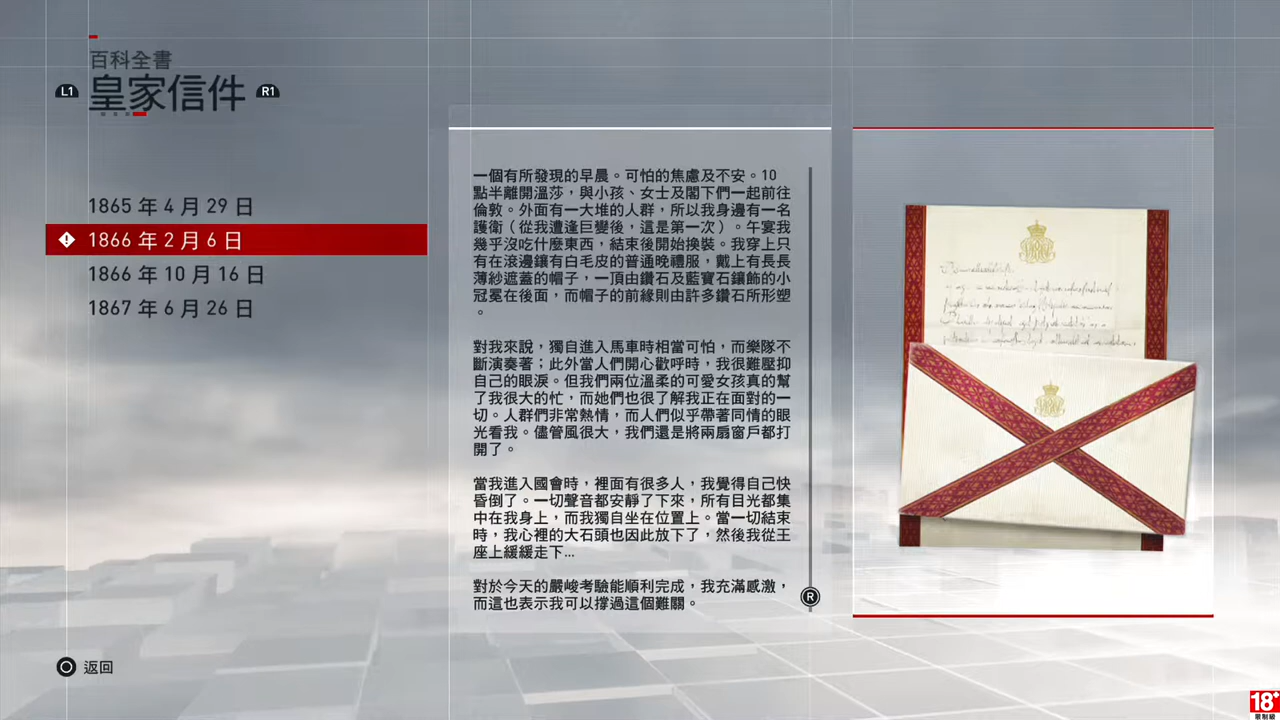 百科全書
L1 皇家信件 R1
1865 年 4 月 29 日
1866 年 2 月 6 日
1866 年 10 月 16 日
1867 年 6 月 26 日
一個有所發現的早晨。可怕的焦慮及不安。10
點半離開溫莎，與小孩、女士及閣下們一起前往
倫敦。外面有一大堆的人群，所以我身邊有一名
護衛（從我遭逢巨變後，這是第一次）。午宴我
幾乎沒吃什麼東西，結束後開始換裝。我穿上只
有在滾邊鑲有白毛皮的普通晚禮服，戴上有長長
薄紗遮蓋的帽子，一頂由鑽石及藍寶石鑲飾的小
冠冕在後面，而帽子的前緣則由許多鑽石所形塑
。
對我來說，獨自進入馬車時相當可怕，而樂隊不
斷演奏著；此外當人們開心歡呼時，我很難壓抑
自己的眼淚。但我們兩位溫柔的可愛女孩真的幫
了我很大的忙，而她們也很了解我正在面對的一
切。人群們非常熱情，而人們似乎帶著同情的眼
光看我。儘管風很大，我們還是將兩扇窗戶都打
開了。
當我進入國會時，裡面有很多人，我覺得自己快
昏倒了。一切聲音都安靜了下來，所有目光都集
中在我身上，而我獨自坐在位置上。當一切結束
時，我心裡的大石頭也因此放下了，然後我從王
座上緩緩走下...
對於今天的嚴峻考驗能順利完成，我充滿感激，
而這也表示我可以撐過這個難關。
R
返回
18+
限制級